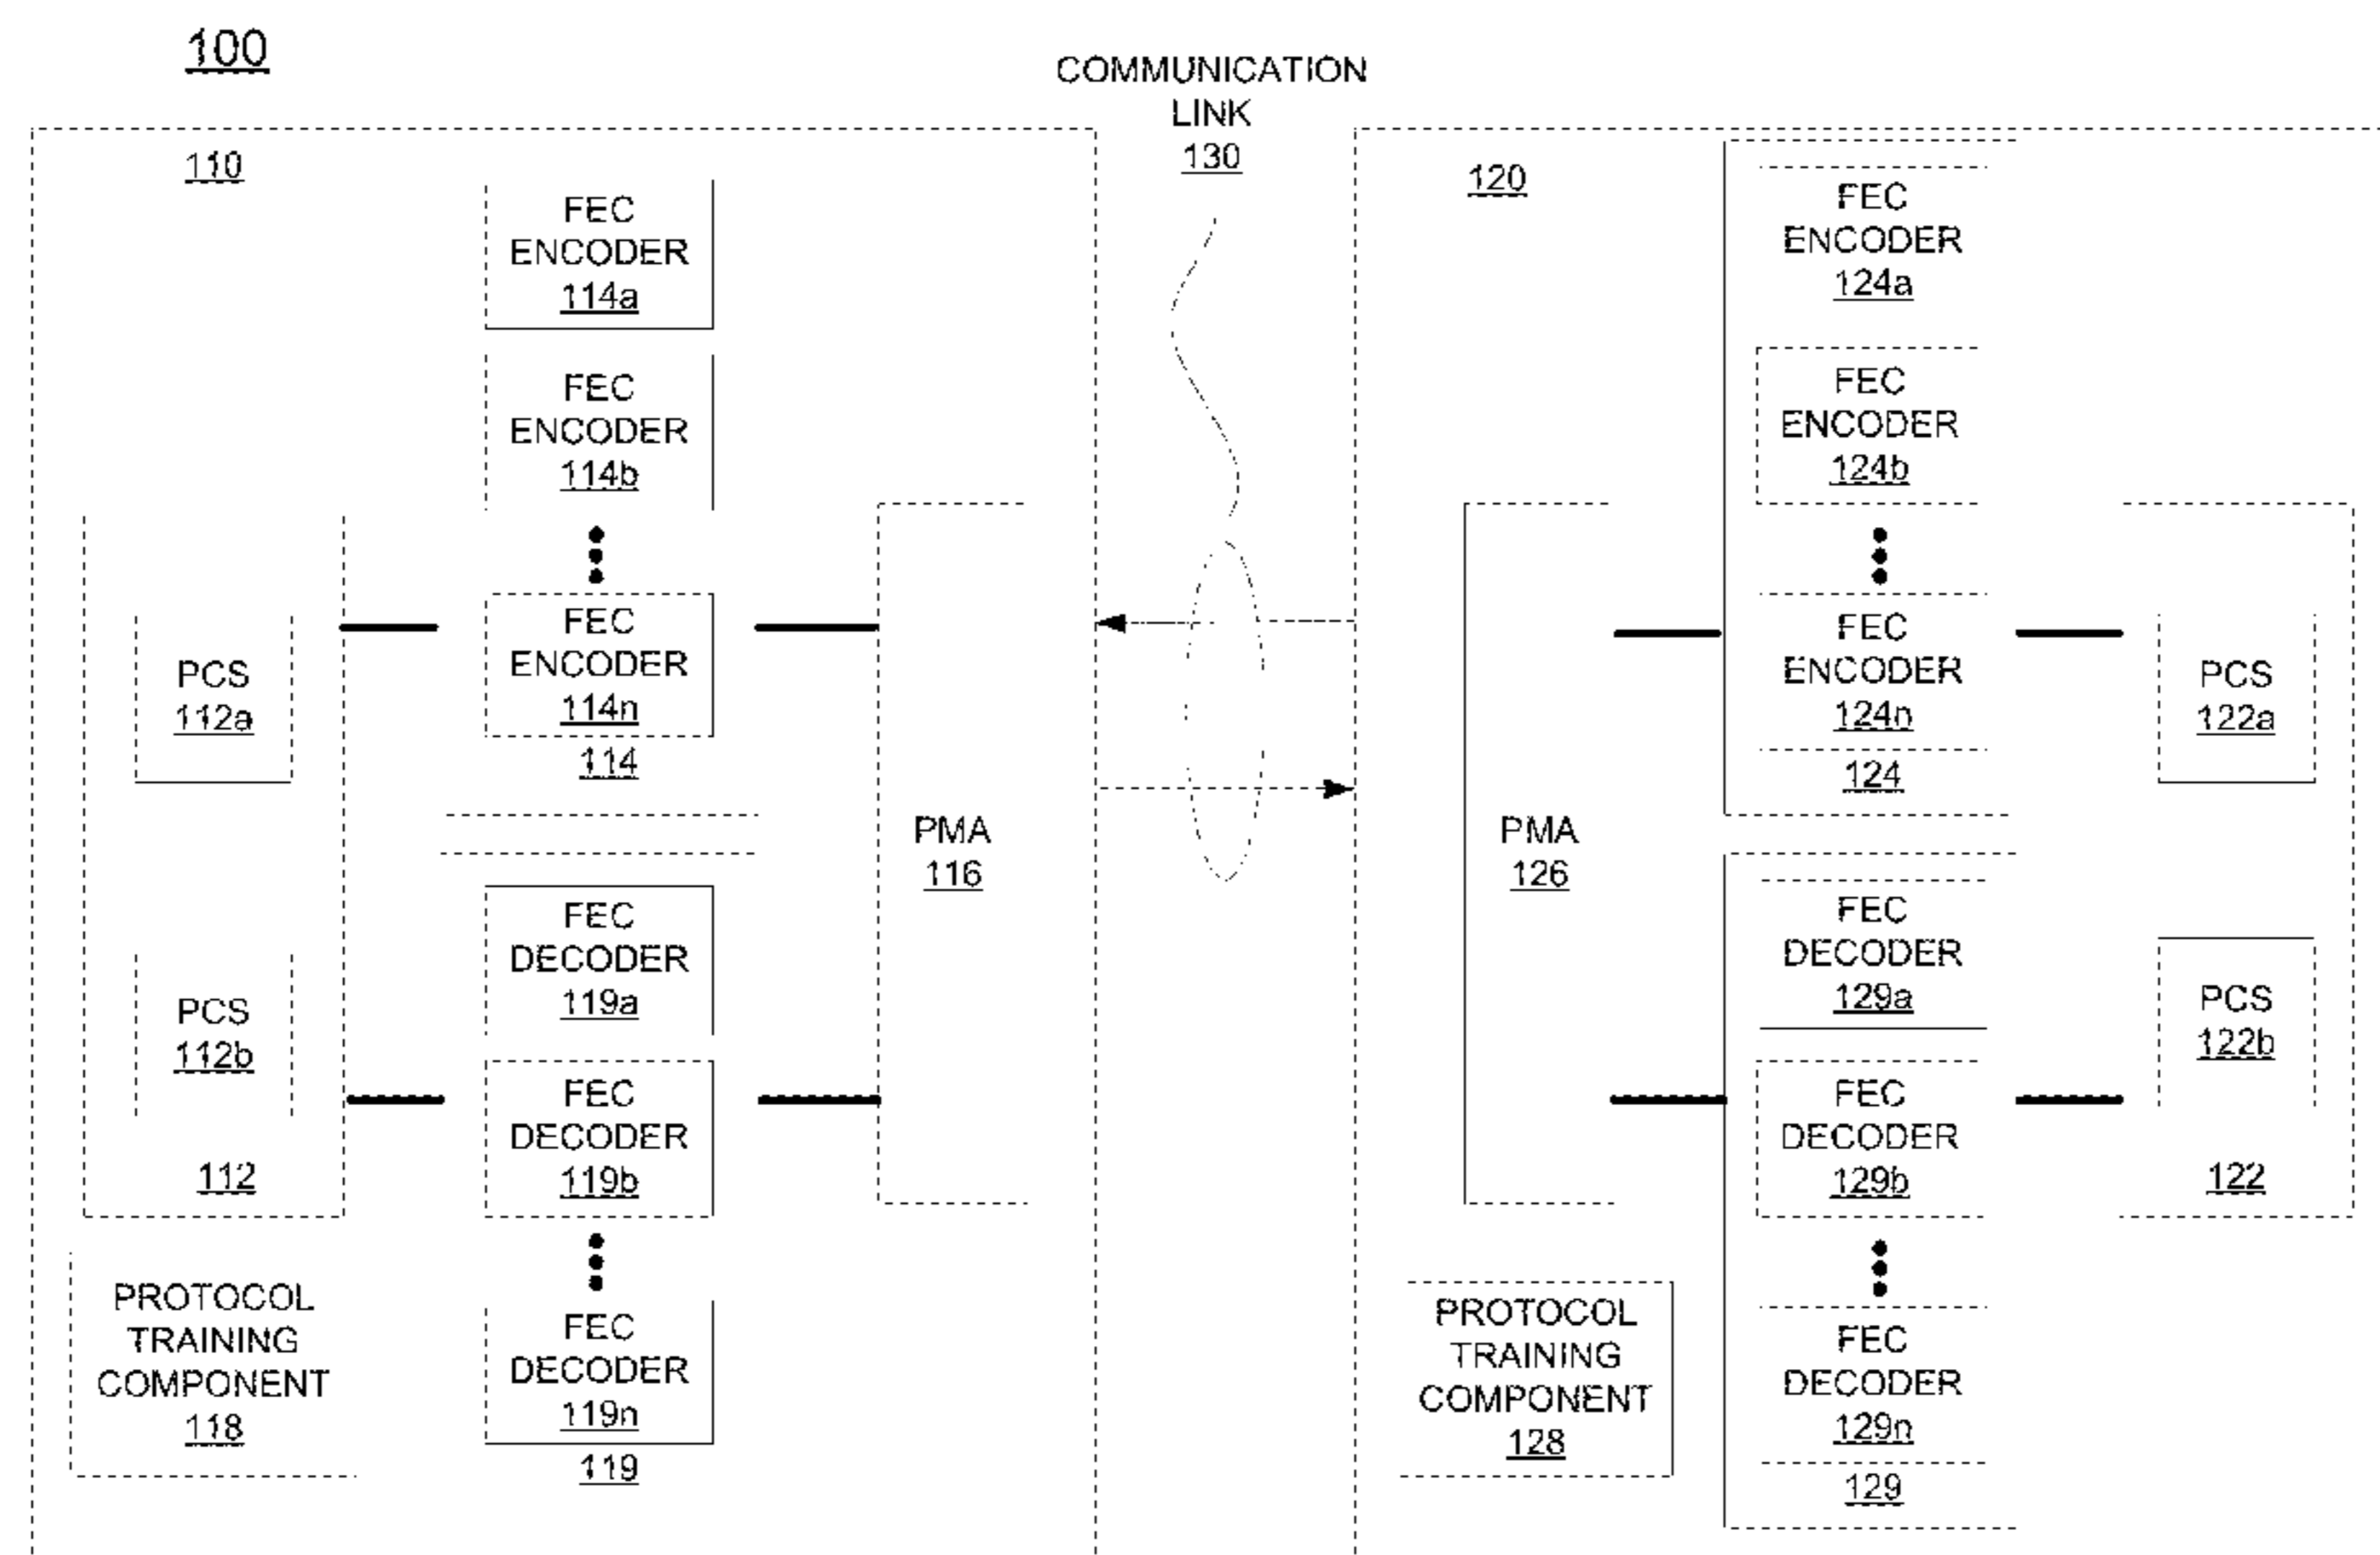 100
COMMUNICATION
LINK
130
110
FEC
ENCODER
114a
FEC
ENCODER
114b
FEC
ENCODER
114n
114
PCS
112a
PCS
112b
112
PMA
116
FEC
DECODER
119a
FEC
DECODER
119b
FEC
DECODER
119n
119
PROTOCOL
TRAINING
COMPONENT
118
120
FEC
ENCODER
124a
FEC
ENCODER
124b
FEC
ENCODER
124n
124
PMA
126
PCS
122a
PCS
122b
122
FEC
DECODER
129a
FEC
DECODER
129b
FEC
DECODER
129n
129
PROTOCOL
TRAINING
COMPONENT
128